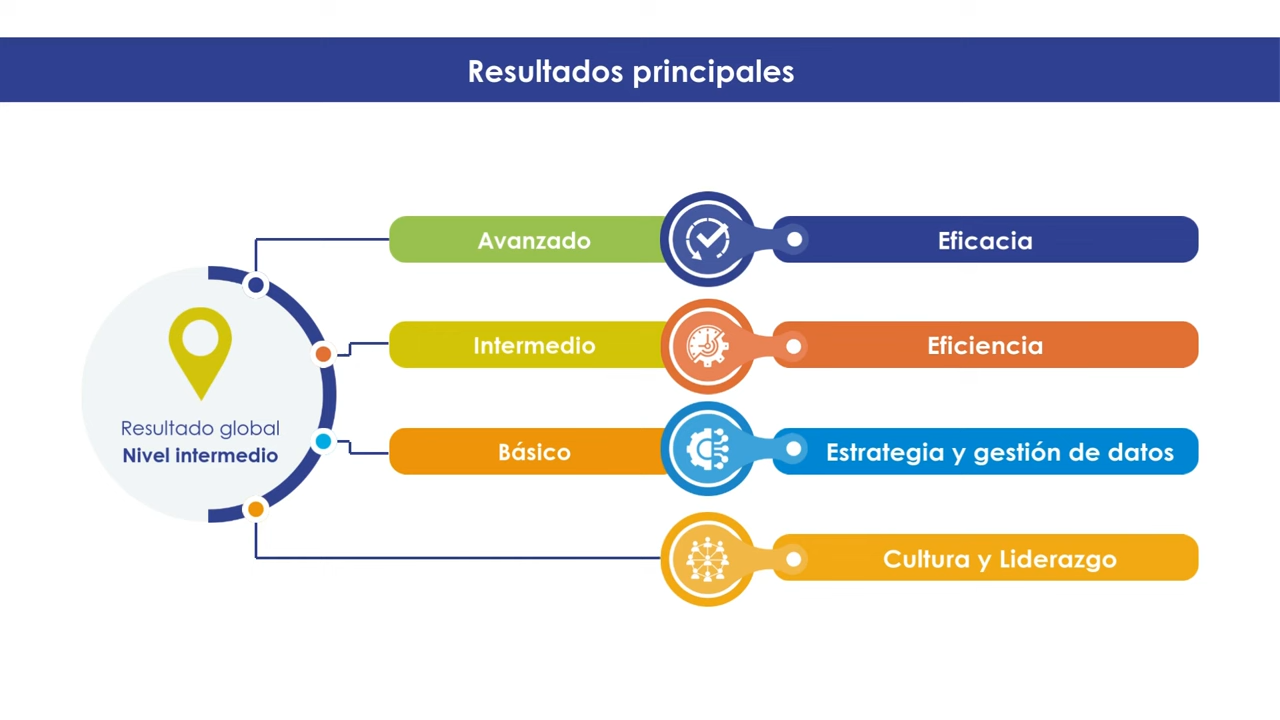 Resultados principales
Avanzado
Eficacia
Intermedio
Eficiencia
Resultado global
Nivel intermedio
Básico
Estrategia y gestión de datos
Cultura y Liderazgo